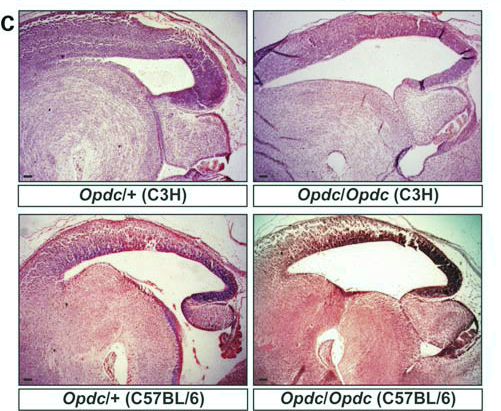 C
Opdc/+ (C3H)
Opdc/Opdc (C3H)
Opdc/+ (C57BL/6)
Opdc/Opdc (C57BL/6)